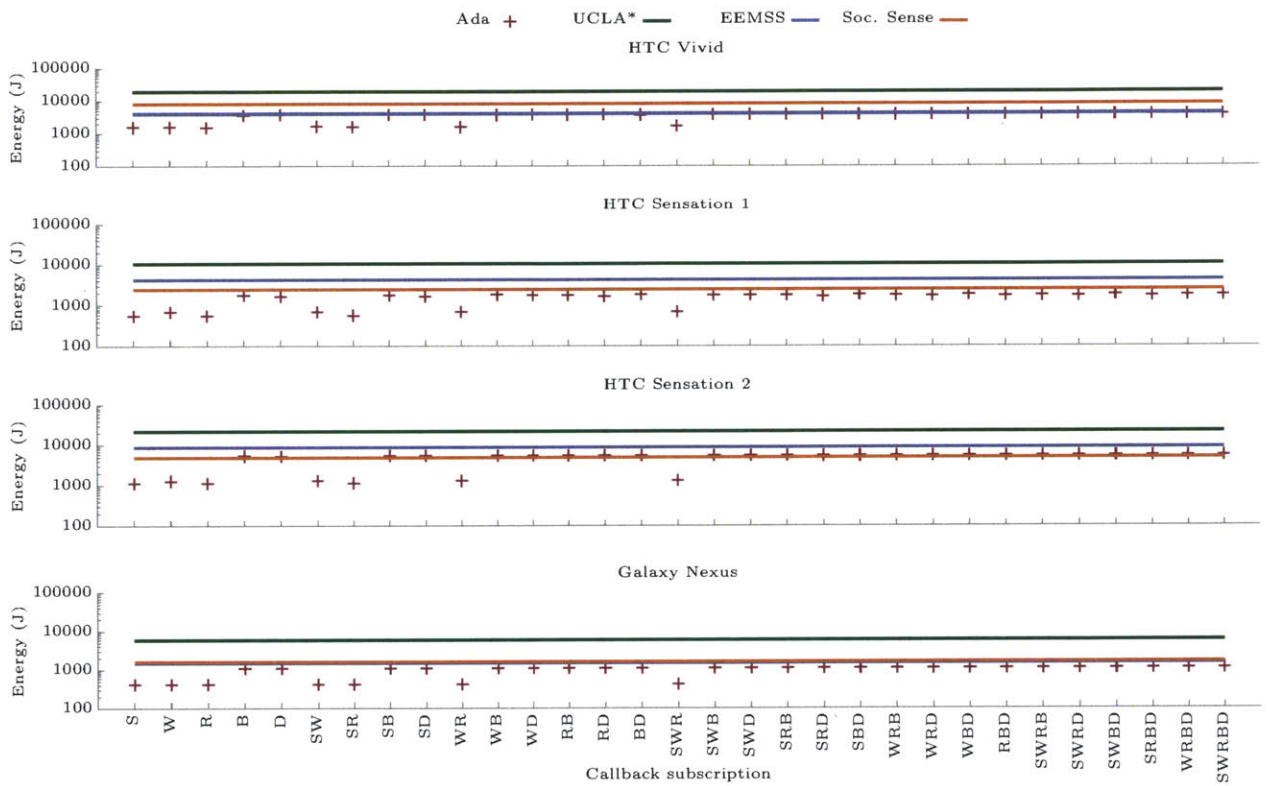 Ada UCLA* EEMSS Soc. Sense
HTC Vivid
Energy (J)
100000
10000
1000
100
HTC Sensation 1
Energy (J)
100000
10000
1000
100
HTC Sensation 2
Energy (J)
100000
10000
1000
100
Galaxy Nexus
Energy (J)
100000
10000
1000
100
S W R B D SW SR SB SD WR WB WD RB RD BD SWR SWB SWD SRB SRD SBD WRB WRD WBD RBD SWRB SWRD SWBD SRBD WRBD SWRBD
Callback subscription